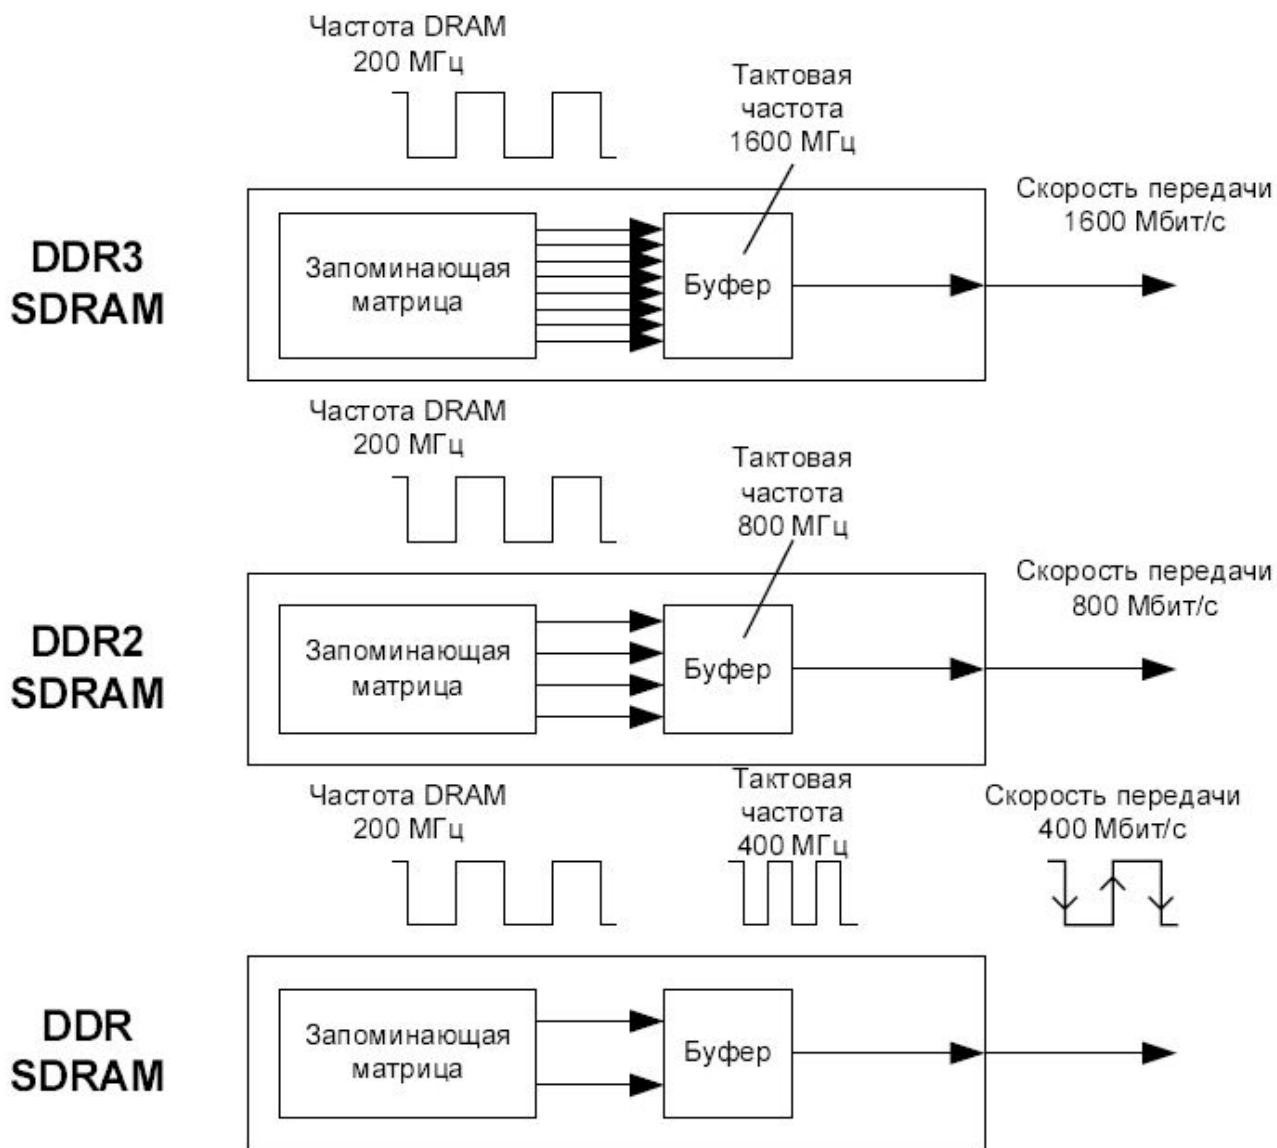 Частота DRAM
200 МГц
Тактовая
частота
1600 МГц
Скорость передачи
1600 Мбит/с
DDR3
SDRAM
Запоминающая
матрица
Буфер
Частота DRAM
200 МГц
Тактовая
частота
800 МГц
Скорость передачи
800 Мбит/с
DDR2
SDRAM
Запоминающая
матрица
Буфер
Частота DRAM
200 МГц
Тактовая
частота
400 МГц
Скорость передачи
400 Мбит/с
DDR
SDRAM
Запоминающая
матрица
Буфер